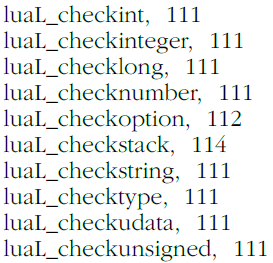 luaL_checkint, 111
luaL_checkinteger, 111
luaL_checklong, 111
luaL_checknumber, 111
luaL_checkoption, 112
luaL_checkstack, 114
luaL_checkstring, 111
luaL_checktype, 111
luaL_checkudata, 111
luaL_checkunsigned, 111